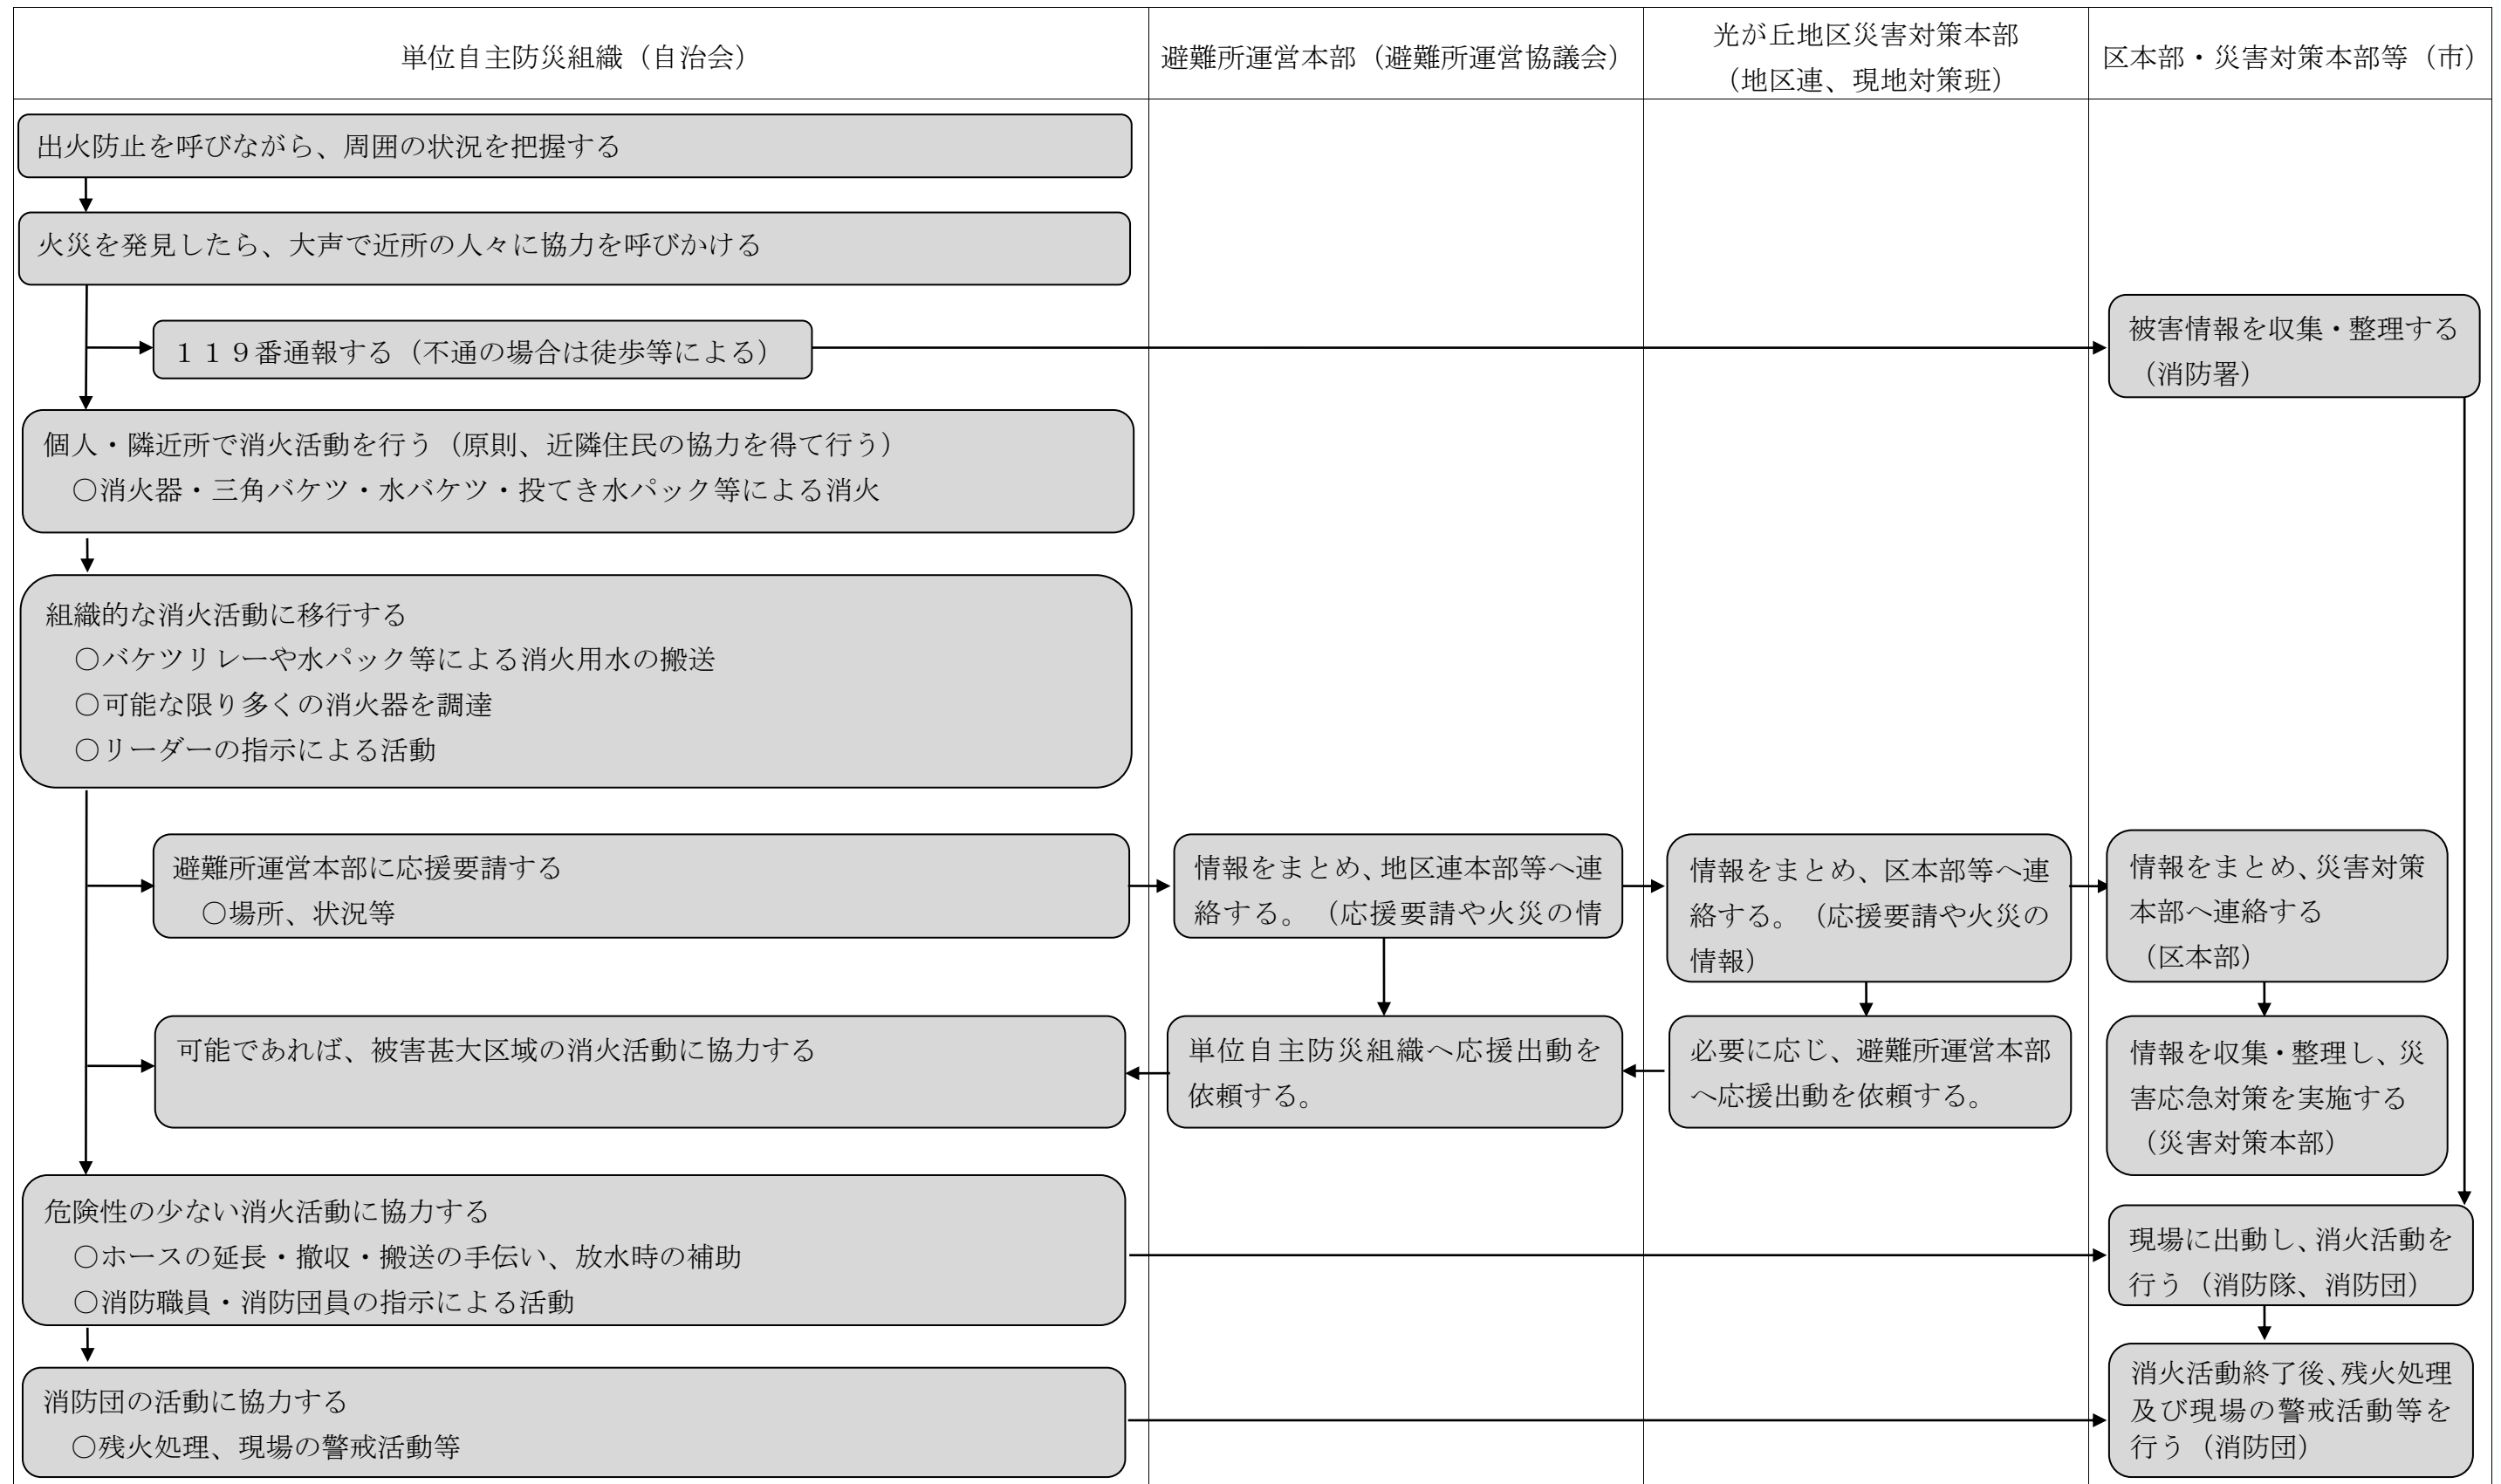 単位自主防災組織（自治会）
避難所運営本部（避難所運営協議会）
光が丘地区災害対策本部
（地区連、現地対策班）
区本部・災害対策本部等（市）
出火防止を呼びながら、周囲の状況を把握する
火災を発見したら、大声で近所の人々に協力を呼びかける
１１９番通報する（不通の場合は徒歩等による）
被害情報を収集・整理する
（消防署）
個人・隣近所で消火活動を行う（原則、近隣住民の協力を得て行う）
○消火器・三角バケツ・水バケツ・投てき水パック等による消火
組織的な消火活動に移行する
○バケツリレーや水パック等による消火用水の搬送
○可能な限り多くの消火器を調達
○リーダーの指示による活動
避難所運営本部に応援要請する
○場所、状況等
情報をまとめ、地区連本部等へ連
絡する。（応援要請や火災の情
情報をまとめ、区本部等へ連
絡する。（応援要請や火災の
情報）
情報をまとめ、災害対策
本部へ連絡する
（区本部）
可能であれば、被害甚大区域の消火活動に協力する
単位自主防災組織へ応援出動を
依頼する。
必要に応じ、避難所運営本部
へ応援出動を依頼する。
情報を収集・整理し、災
害応急対策を実施する
（災害対策本部）
危険性の少ない消火活動に協力する
○ホースの延長・撤収・搬送の手伝い、放水時の補助
○消防職員・消防団員の指示による活動
現場に出動し、消火活動を
行う（消防隊、消防団）
消防団の活動に協力する
○残火処理、現場の警戒活動等
消火活動終了後、残火処理
及び現場の警戒活動等を
行う（消防団）